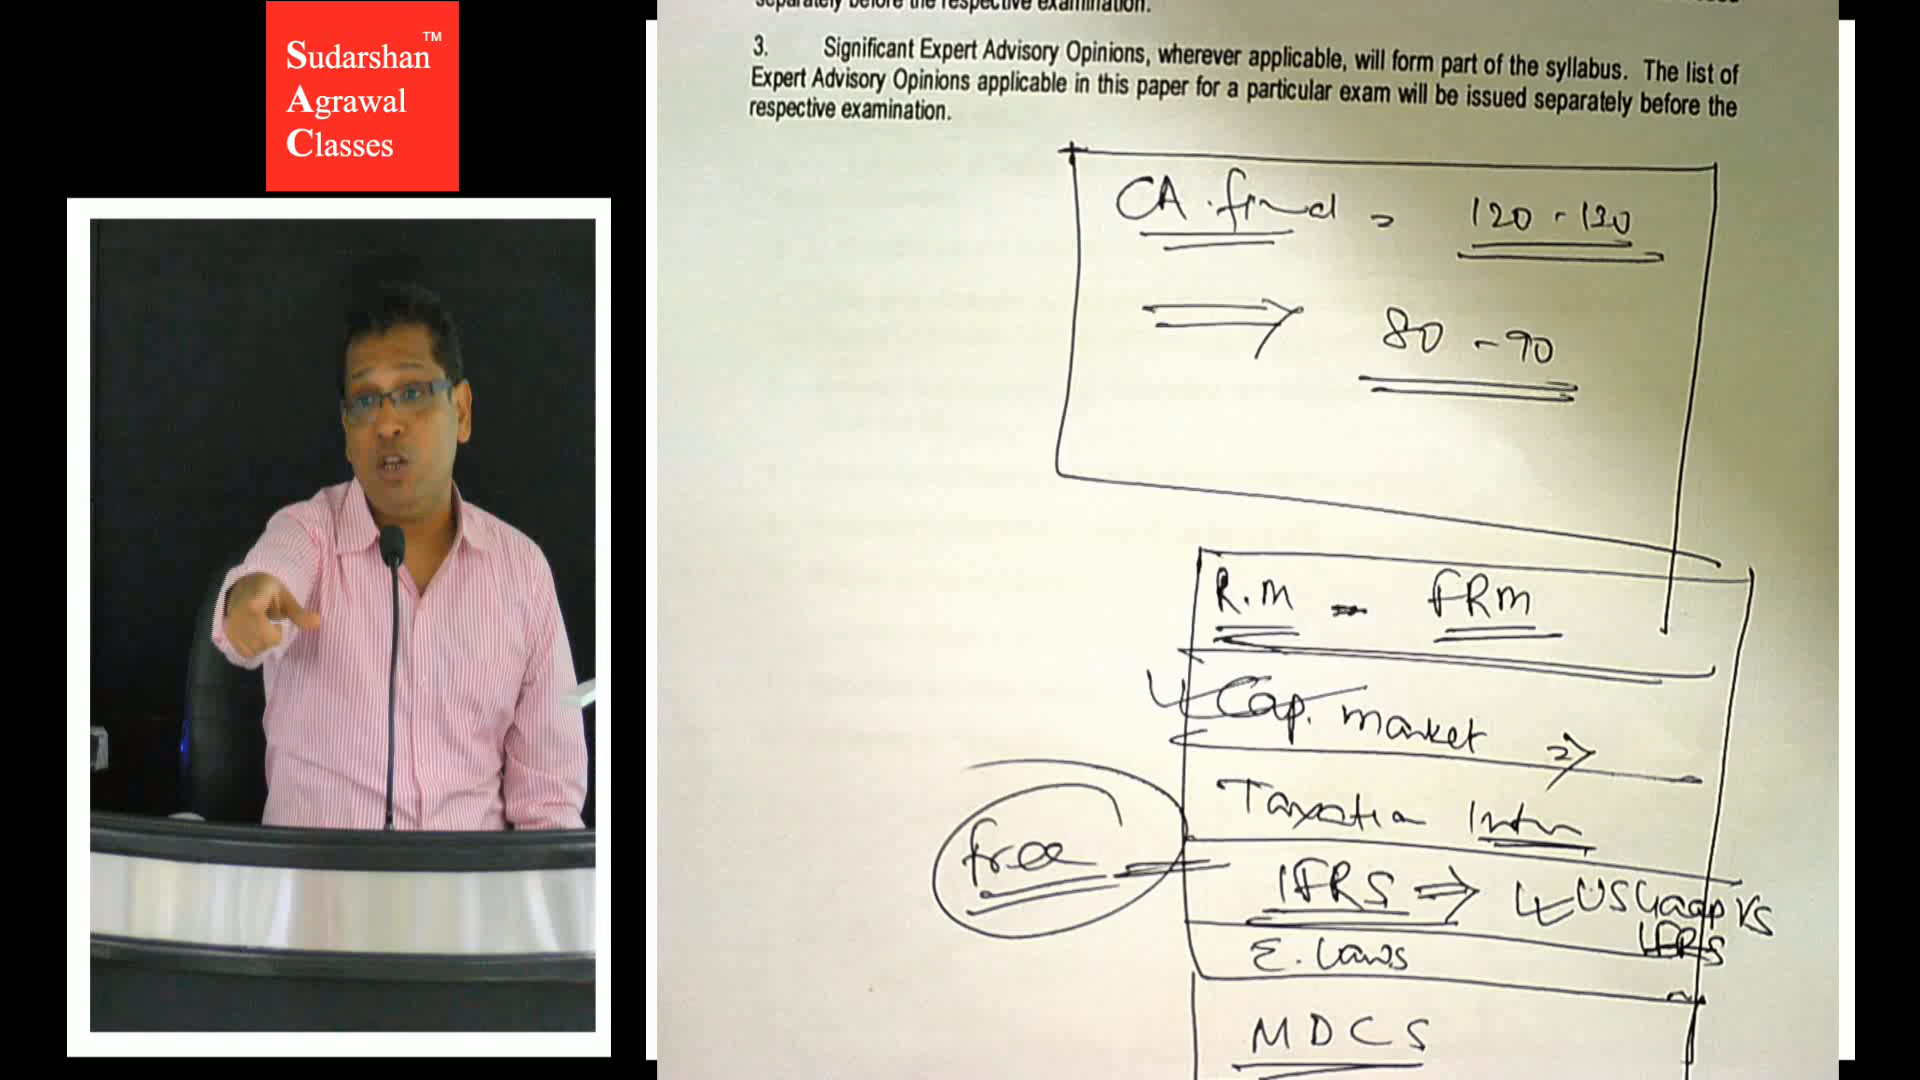 Sudarshan™
Agrawal
Classes
separately before the respective examination.
3. Significant Expert Advisory Opinions, wherever applicable, will form part of the syllabus. The list of
Expert Advisory Opinions applicable in this paper for a particular exam will be issued separately before the
respective examination.
CA. final = 120 - 130
80 - 90
R.M - FRM
Cap. market
Taxation Intn
free
IFRS ⇒ US Gaap VS
IFRS
E. Laws
MDCS